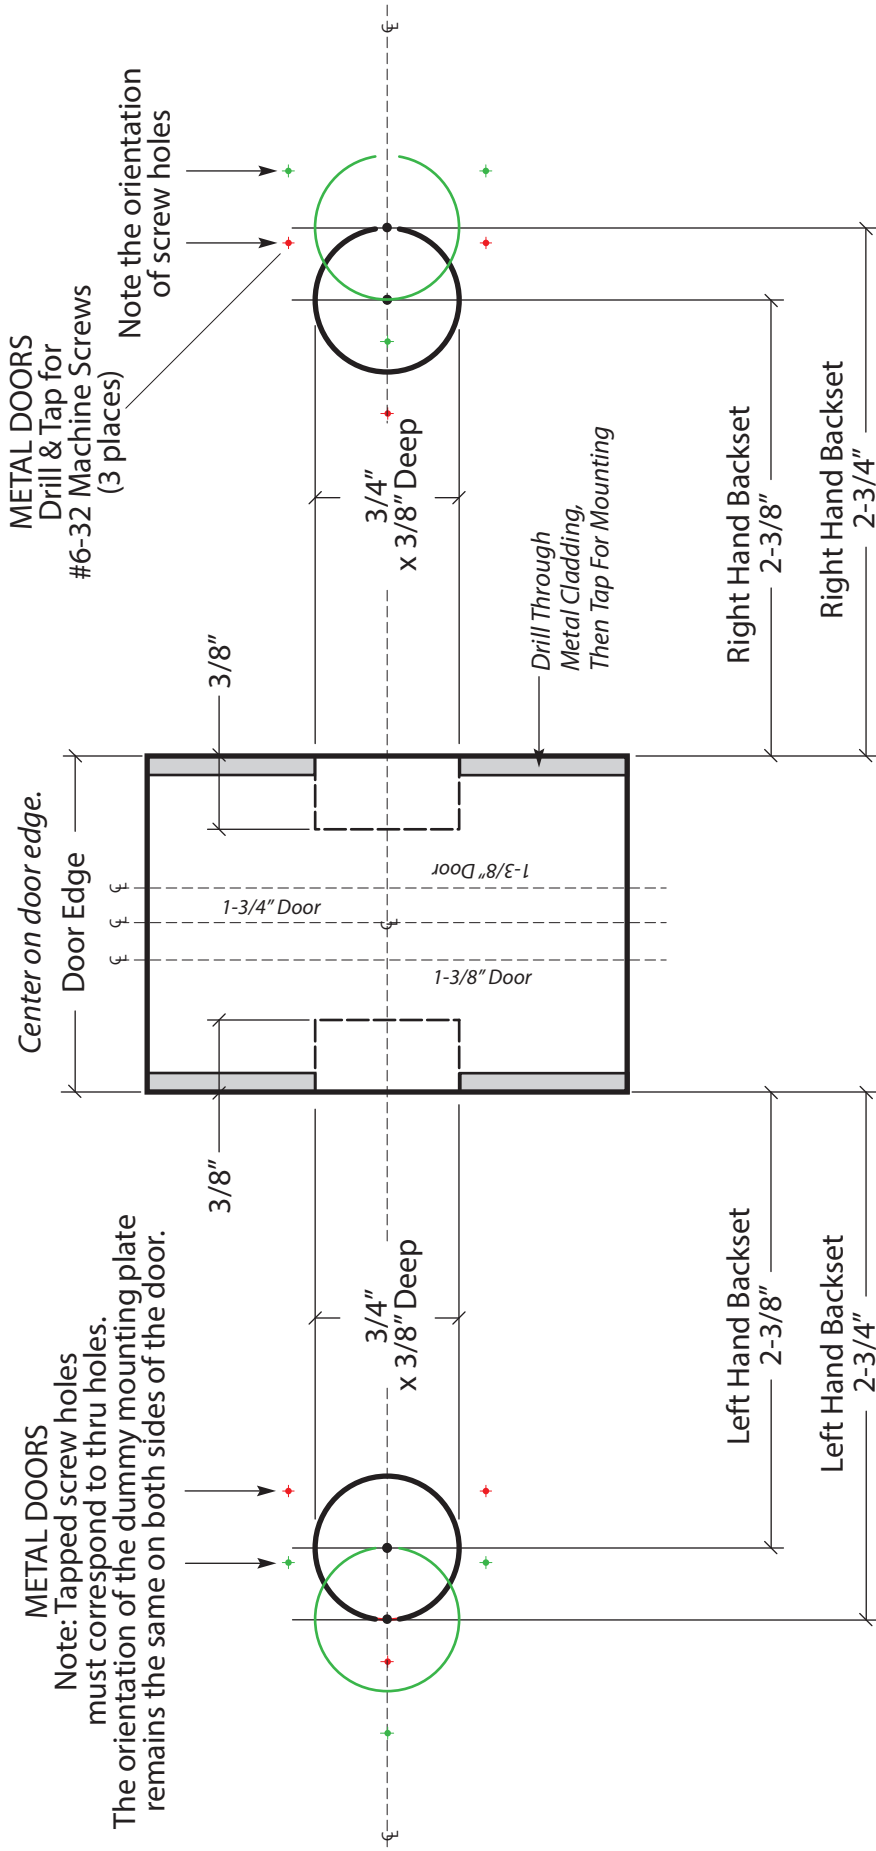 METAL DOORS
Note: Tapped screw holes
must correspond to thru holes.
The orientation of the dummy mounting plate
remains the same on both sides of the door.
Center on door edge.
Door Edge
METAL DOORS
Drill & Tap for
#6-32 Machine Screws
(3 places)
Note the orientation
of screw holes
3/8"
3/8"
℄
℄
℄
1-3/4" Door
1-3/8" Door
1-3/8" Door
℄
℄
℄
3/4"
x 3/8" Deep
3/4"
x 3/8" Deep
Drill Through
Metal Cladding,
Then Tap For Mounting
Left Hand Backset
2-3/8"
Right Hand Backset
2-3/8"
Left Hand Backset
2-3/4"
Right Hand Backset
2-3/4"